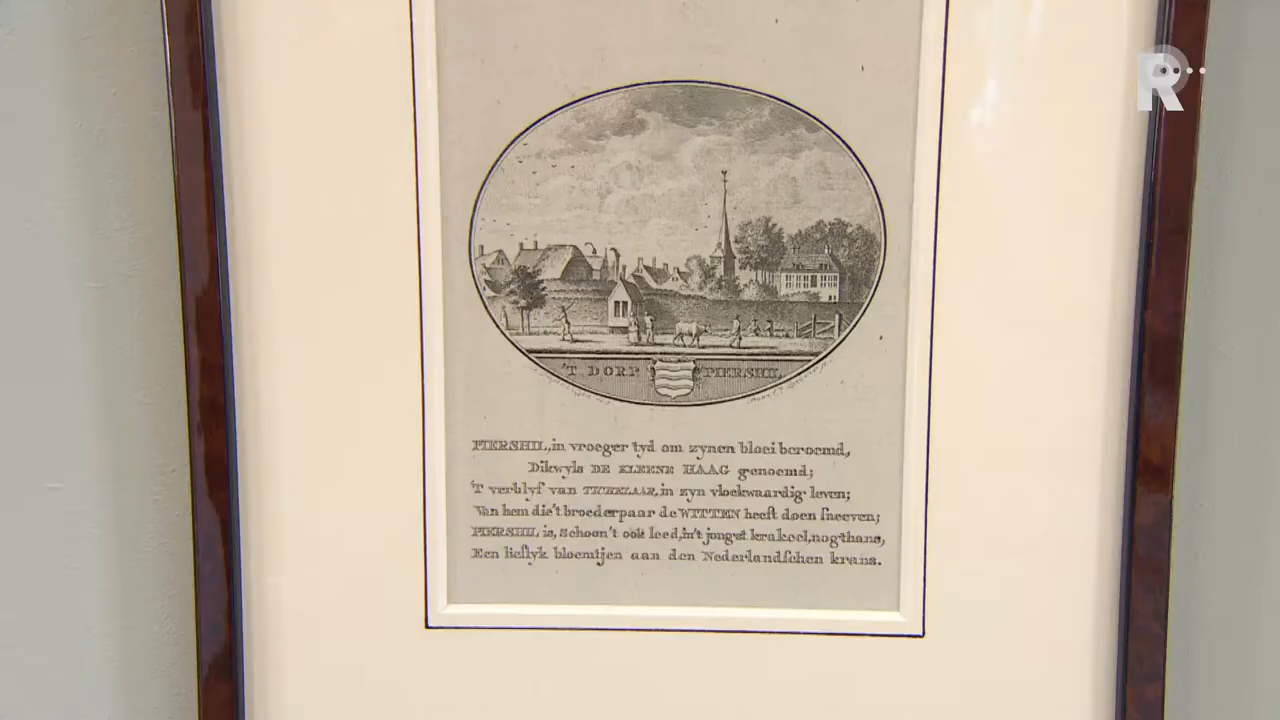 R
'T DORP PIERSHIL
PIERSHIL, in vroeger tyd om zynen bloei beroemd,
Dikwyls DE KLEENE HAAG genoemd;
'T verblyf van TICHELAAR, in zyn vloekwaardig leven;
Van hem die 't broederpaar de WITTEN heeft doen ſneeven;
PIERSHIL is, Schoon 't ook leed, in 't jongst krakeel, nogthans,
Een lieflyk bloemtjen aan den Nederlandſchen krans.